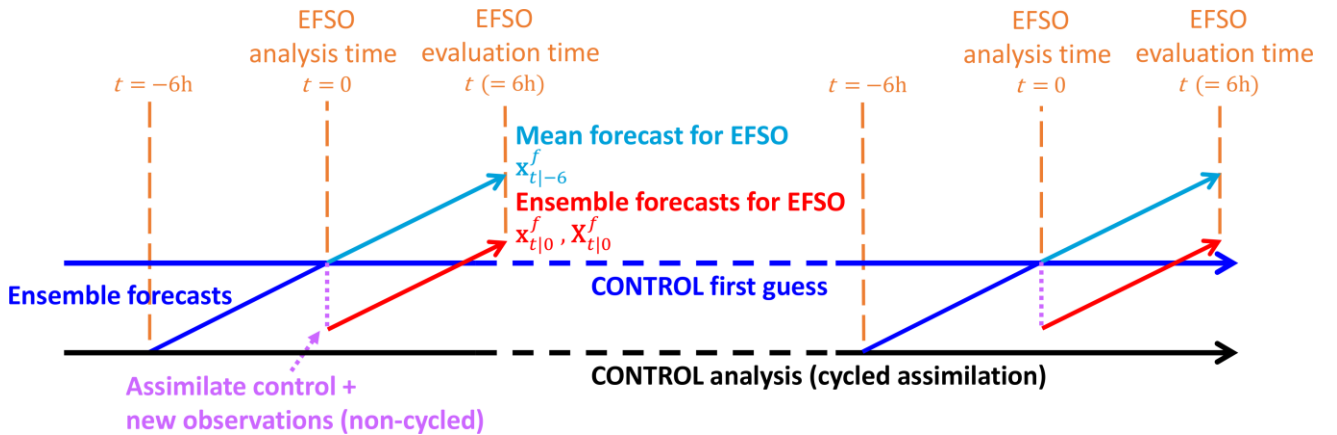 EFSO
analysis time
EFSO
evaluation time
t = −6h
t = 0
t (= 6h)
EFSO
analysis time
EFSO
evaluation time
t = −6h
t = 0
t (= 6h)
Mean forecast for EFSO
x^f_{t|−6}
Ensemble forecasts for EFSO
x^f_{t|0} , X^f_{t|0}
Ensemble forecasts
CONTROL first guess
CONTROL analysis (cycled assimilation)
Assimilate control +
new observations (non-cycled)